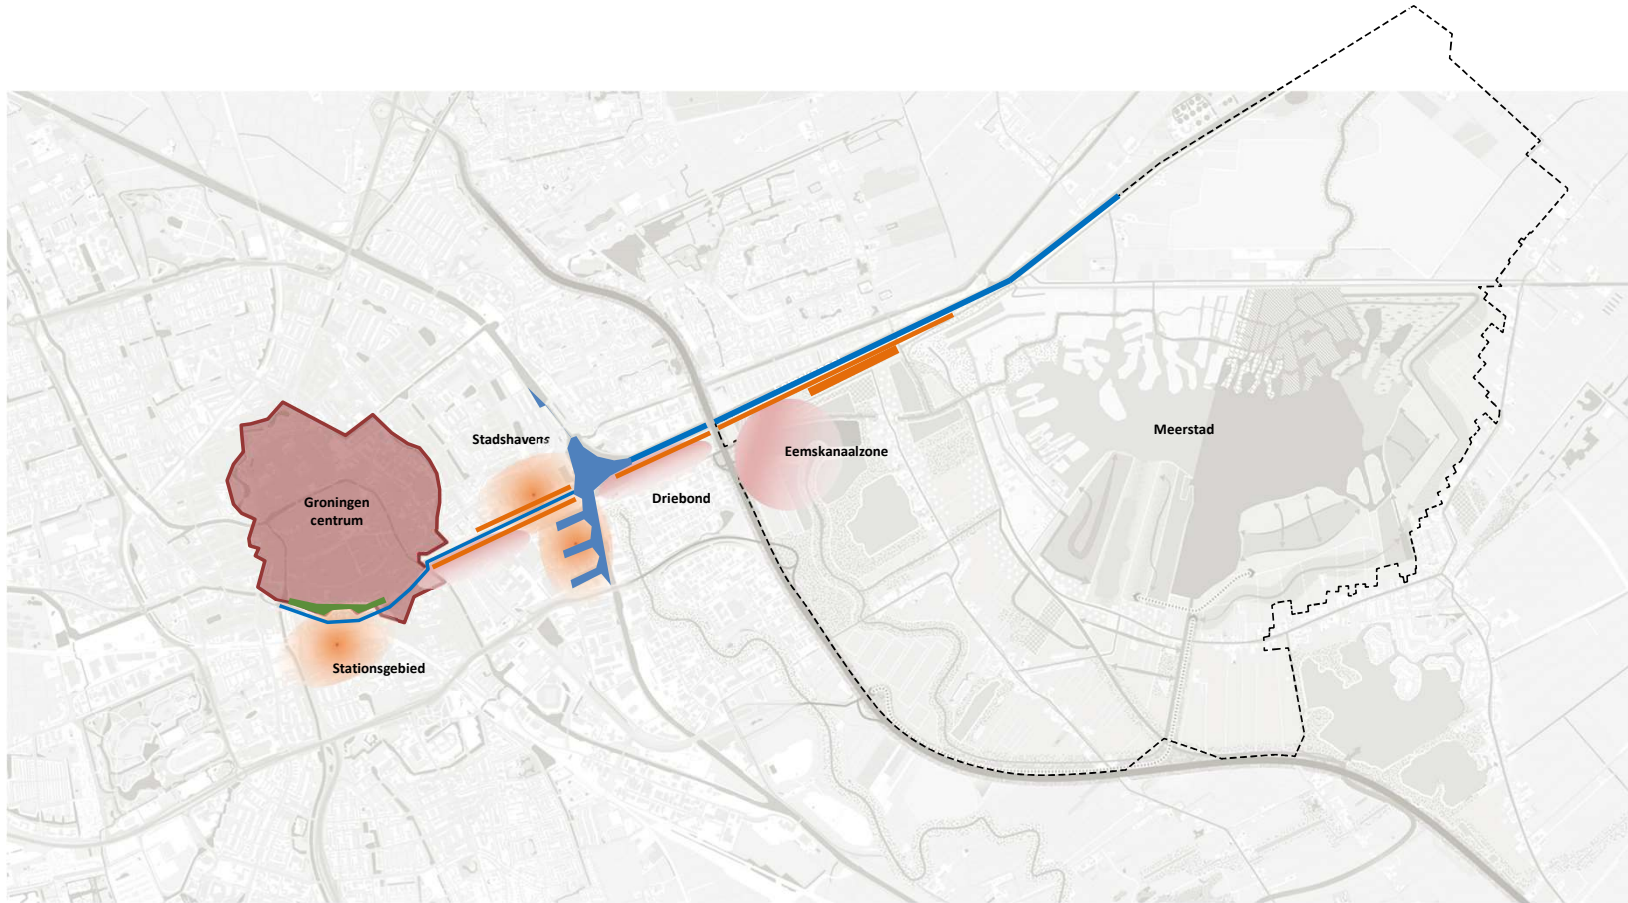 Stadshavens
Meerstad
Eemskanaalzone
Driebond
Groningen
centrum
Stationsgebied